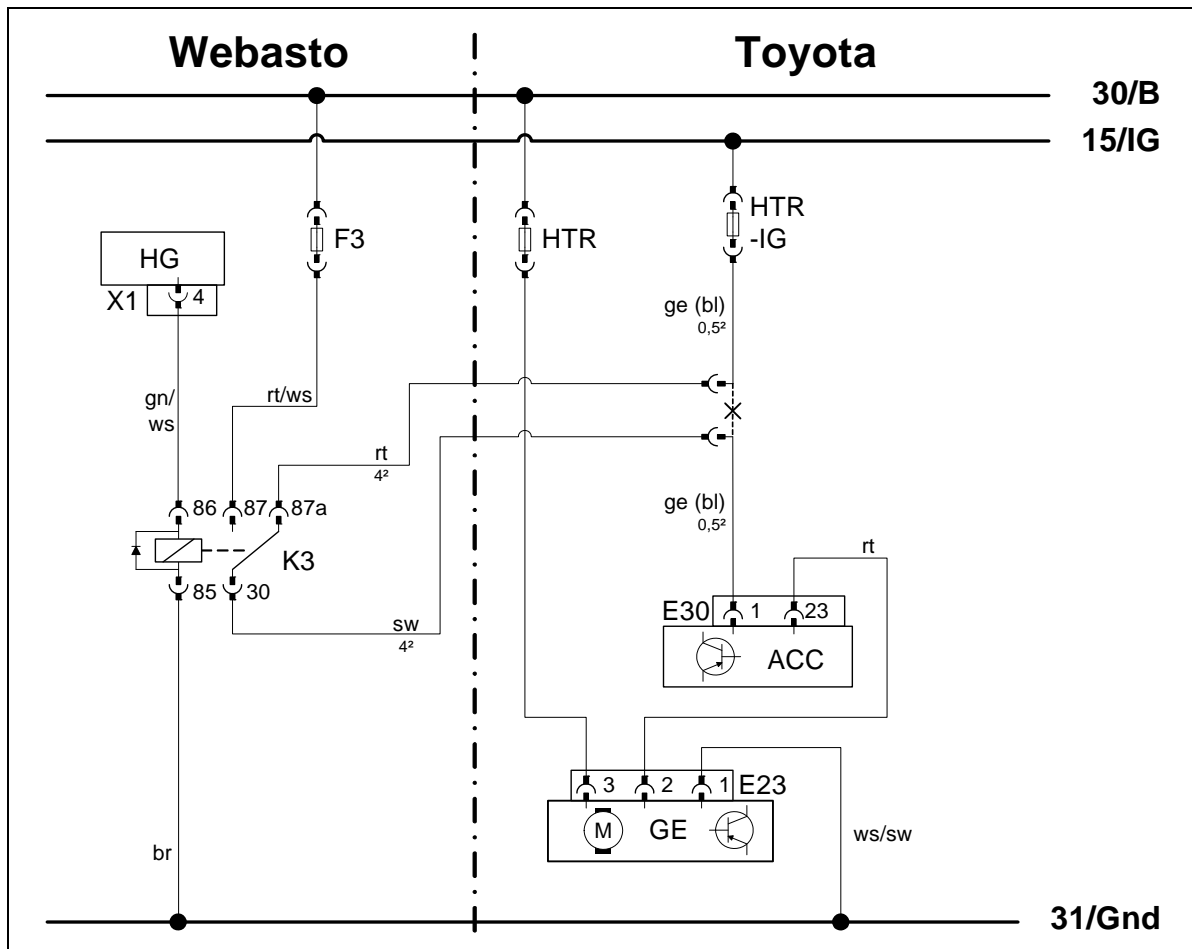 Webasto
Toyota
30/B
15/IG
F3
HTR
HTR
-IG
HG
X1
4
ge (bl)
0,5²
gn/
ws
rt/ws
rt
4²
86
87
87a
K3
85
30
sw
4²
ge (bl)
0,5²
rt
E30
1
23
ACC
3
2
1
E23
M
GE
ws/sw
br
31/Gnd